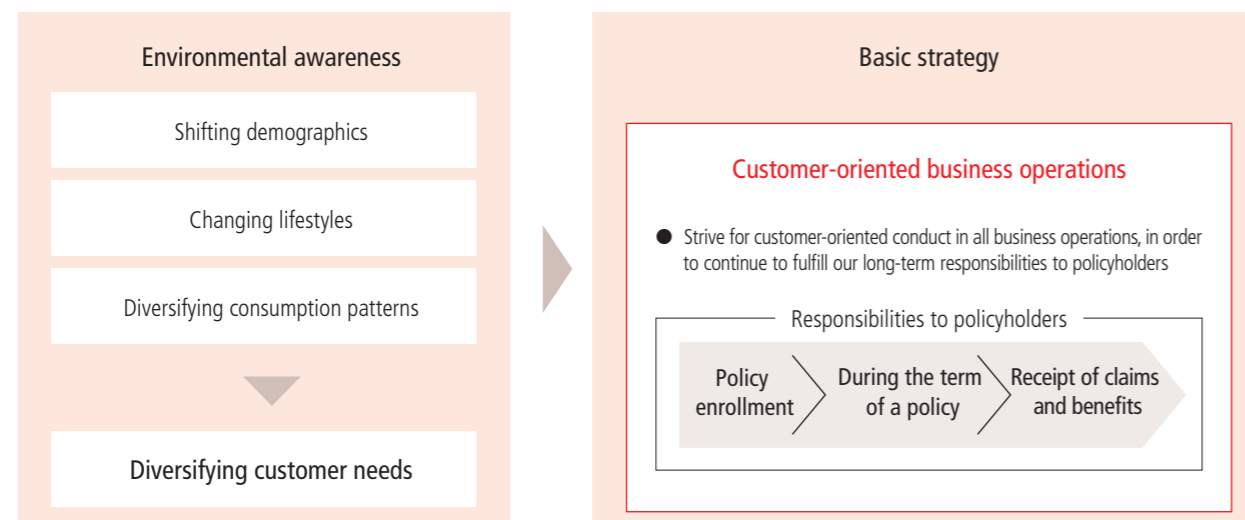 Environmental awareness
Shifting demographics
Changing lifestyles
Diversifying consumption patterns
Diversifying customer needs
Basic strategy
Customer-oriented business operations
● Strive for customer-oriented conduct in all business operations, in order
to continue to fulfill our long-term responsibilities to policyholders
Responsibilities to policyholders
Policy
enrollment
During the term
of a policy
Receipt of claims
and benefits